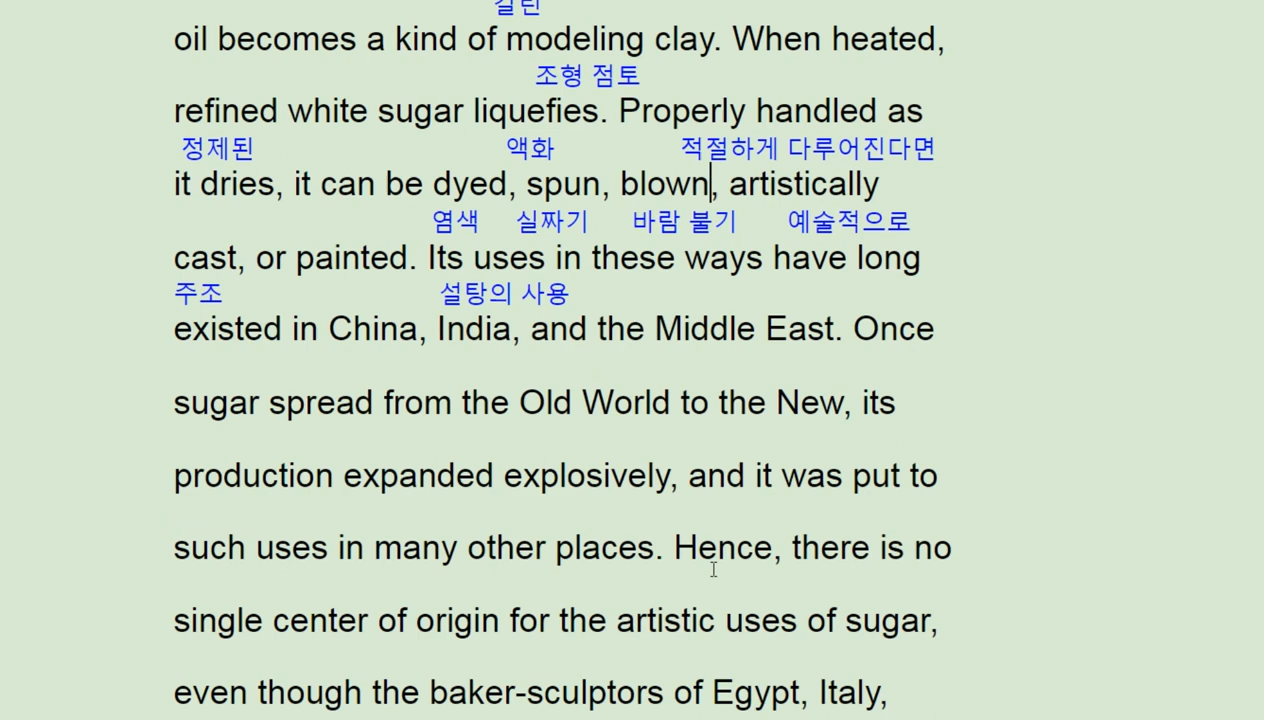 oil becomes a kind of modeling clay. When heated,
조형 점토
refined white sugar liquefies. Properly handled as
정제된 액화 적절하게 다루어진다면
it dries, it can be dyed, spun, blown, artistically
염색 실짜기 바람 불기 예술적으로
cast, or painted. Its uses in these ways have long
주조 설탕의 사용
existed in China, India, and the Middle East. Once
sugar spread from the Old World to the New, its
production expanded explosively, and it was put to
such uses in many other places. Hence, there is no
single center of origin for the artistic uses of sugar,
even though the baker-sculptors of Egypt, Italy,